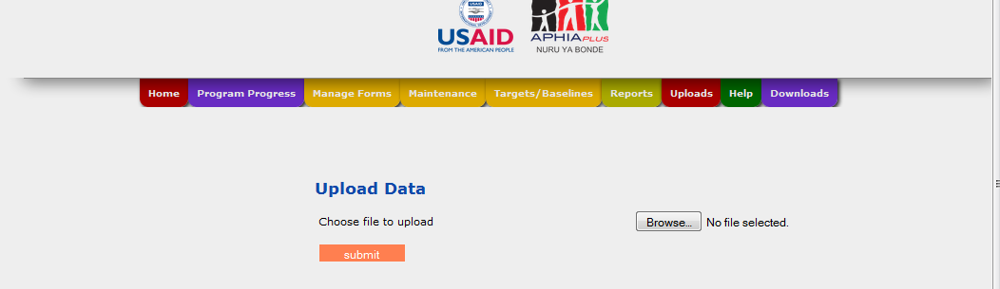 USAID
FROM THE AMERICAN PEOPLE
APHIAPLUS
NURU YA BONDE
Home Program Progress Manage Forms Maintenance Targets/Baselines Reports Uploads Help Downloads
Upload Data
Choose file to upload Browse... No file selected.
submit